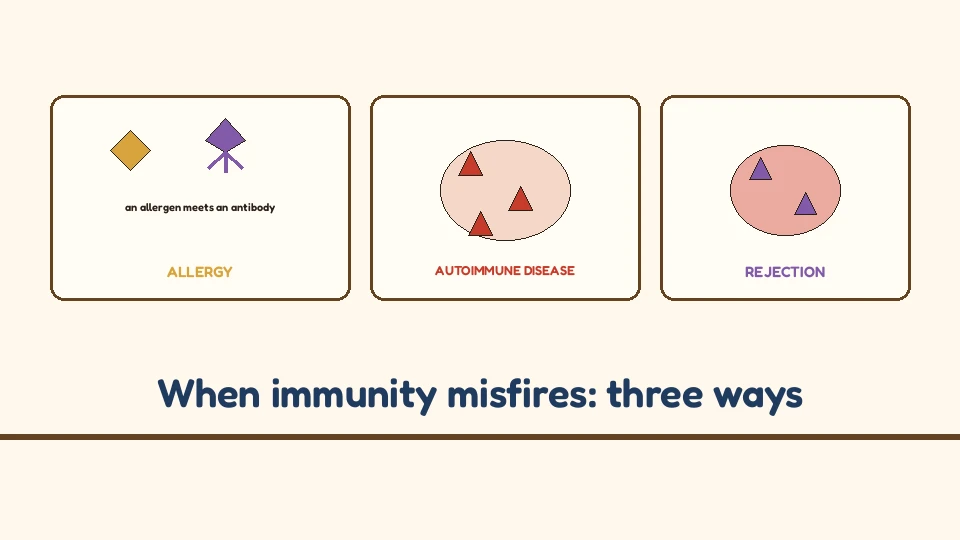 an allergen meets an antibody
ALLERGY
AUTOIMMUNE DISEASE
REJECTION
When immunity misfires: three ways